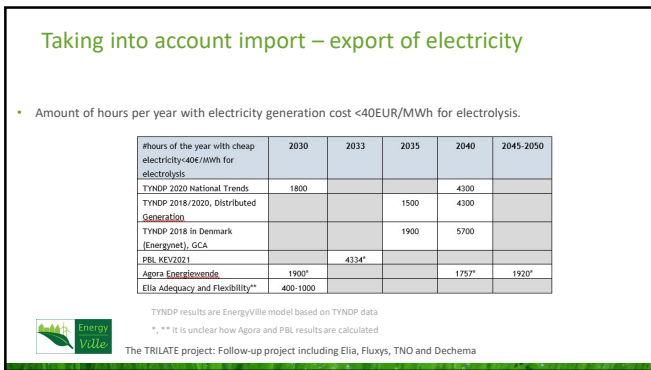 Taking into account import – export of electricity
• Amount of hours per year with electricity generation cost <40EUR/MWh for electrolysis.
#hours of the year with cheap 2030 2033 2035 2040 2045-2050
electricity<40€/MWh for
electrolysis
TYNDP 2020 National Trends 1800 4300
TYNDP 2018/2020, Distributed 1500 4300
Generation
TYNDP 2018 in Denmark 1900 5700
(Energynet), GCA
PBL KEV2021 4334*
Agora Energiewende 1900* 1757* 1920*
Elia Adequacy and Flexibility** 400-1000
TYNDP results are EnergyVille model based on TYNDP data
*, ** it is unclear how Agora and PBL results are calculated
Energy
Ville
The TRILATE project: Follow-up project including Elia, Fluxys, TNO and Dechema